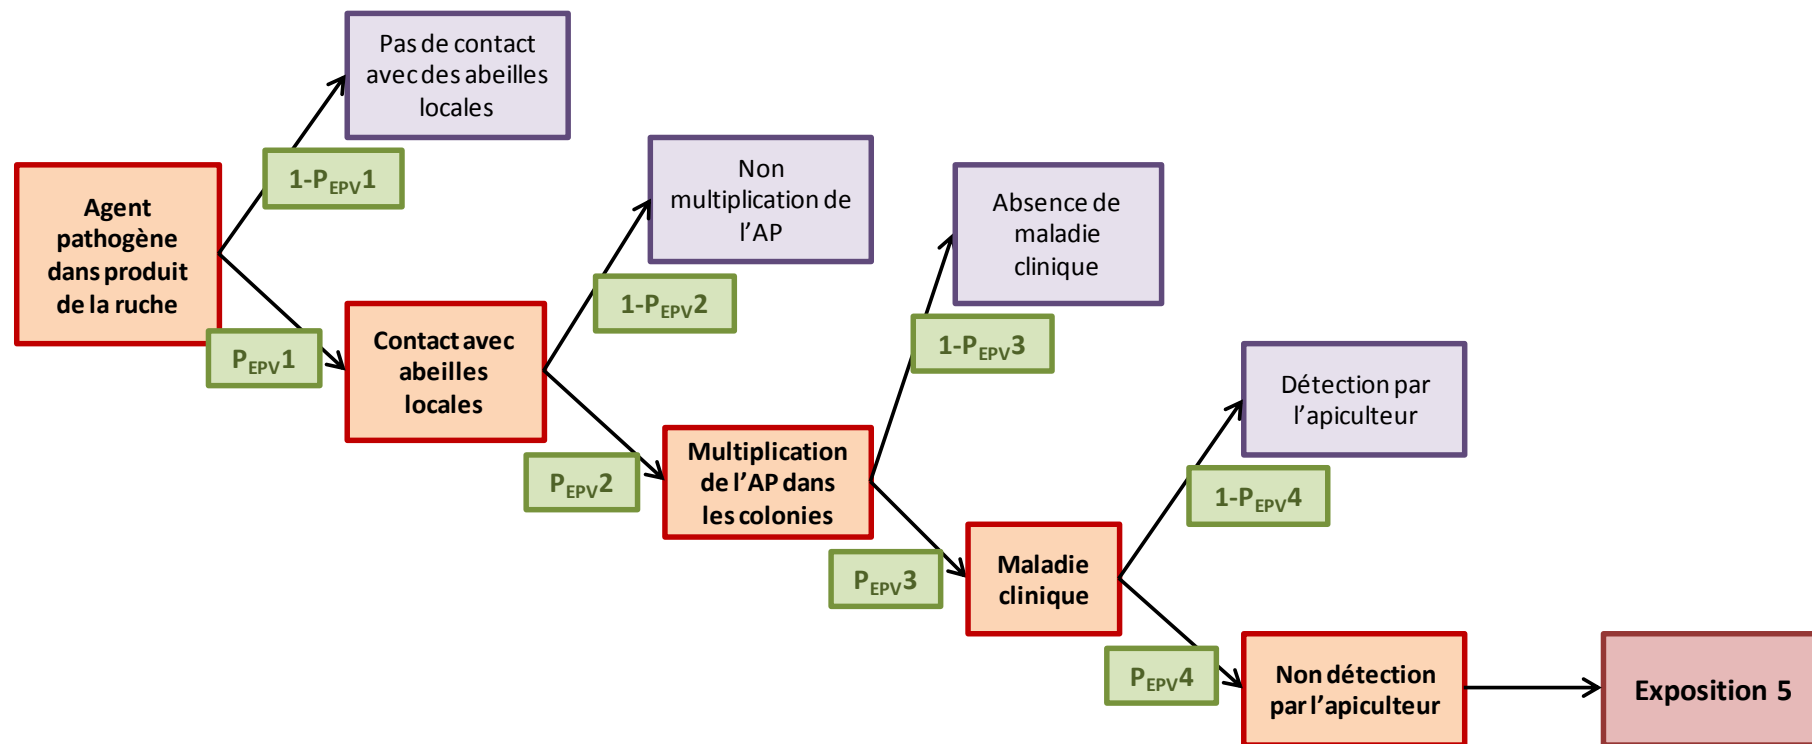 Pas de contact
avec des abeilles
locales
1-PEPV1
Agent
pathogène
dans produit
de la ruche
PEPV1
Non
multiplication de
l’AP
1-PEPV2
Contact avec
abeilles
locales
PEPV2
Absence de
maladie
clinique
1-PEPV3
Multiplication
de l’AP dans
les colonies
PEPV3
Détection par
l’apiculteur
1-PEPV4
Maladie
clinique
PEPV4
Non détection
par l’apiculteur
Exposition 5